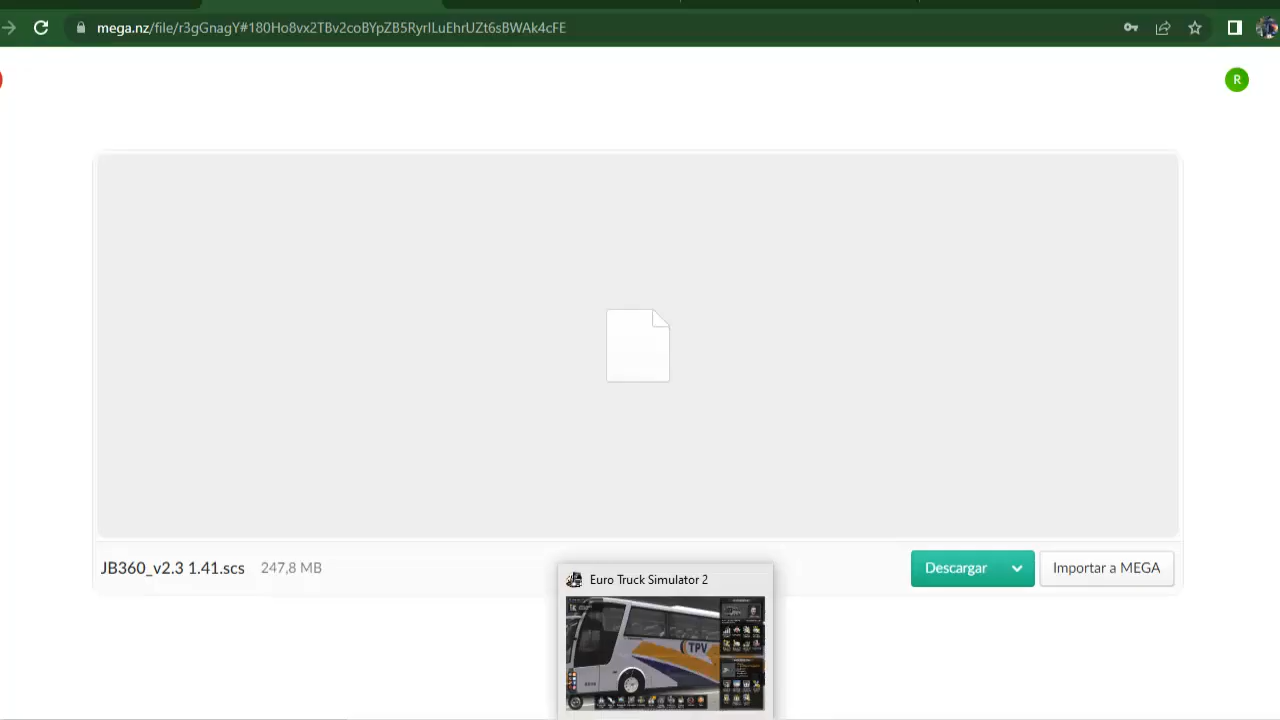 mega.nz/file/r3gGnagY#180Ho8vx2TBv2coBYpZB5RyrILuEhrUZt6sBWAk4cFE
R
JB360_v2.3 1.41.scs 247,8 MB
Descargar
Importar a MEGA
Euro Truck Simulator 2
TPV